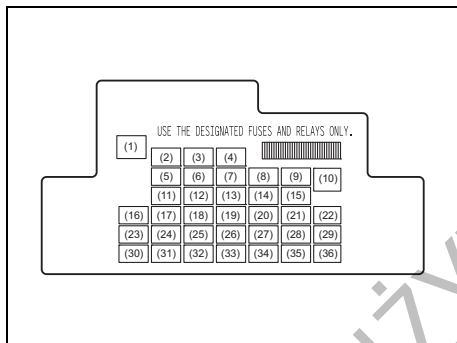 USE THE DESIGNATED FUSES AND RELAYS ONLY.
(1)
(2) (3) (4)
(5) (6) (7) (8) (9) (10)
(11) (12) (13) (14) (15)
(16) (17) (18) (19) (20) (21) (22)
(23) (24) (25) (26) (27) (28) (29)
(30) (31) (32) (33) (34) (35) (36)